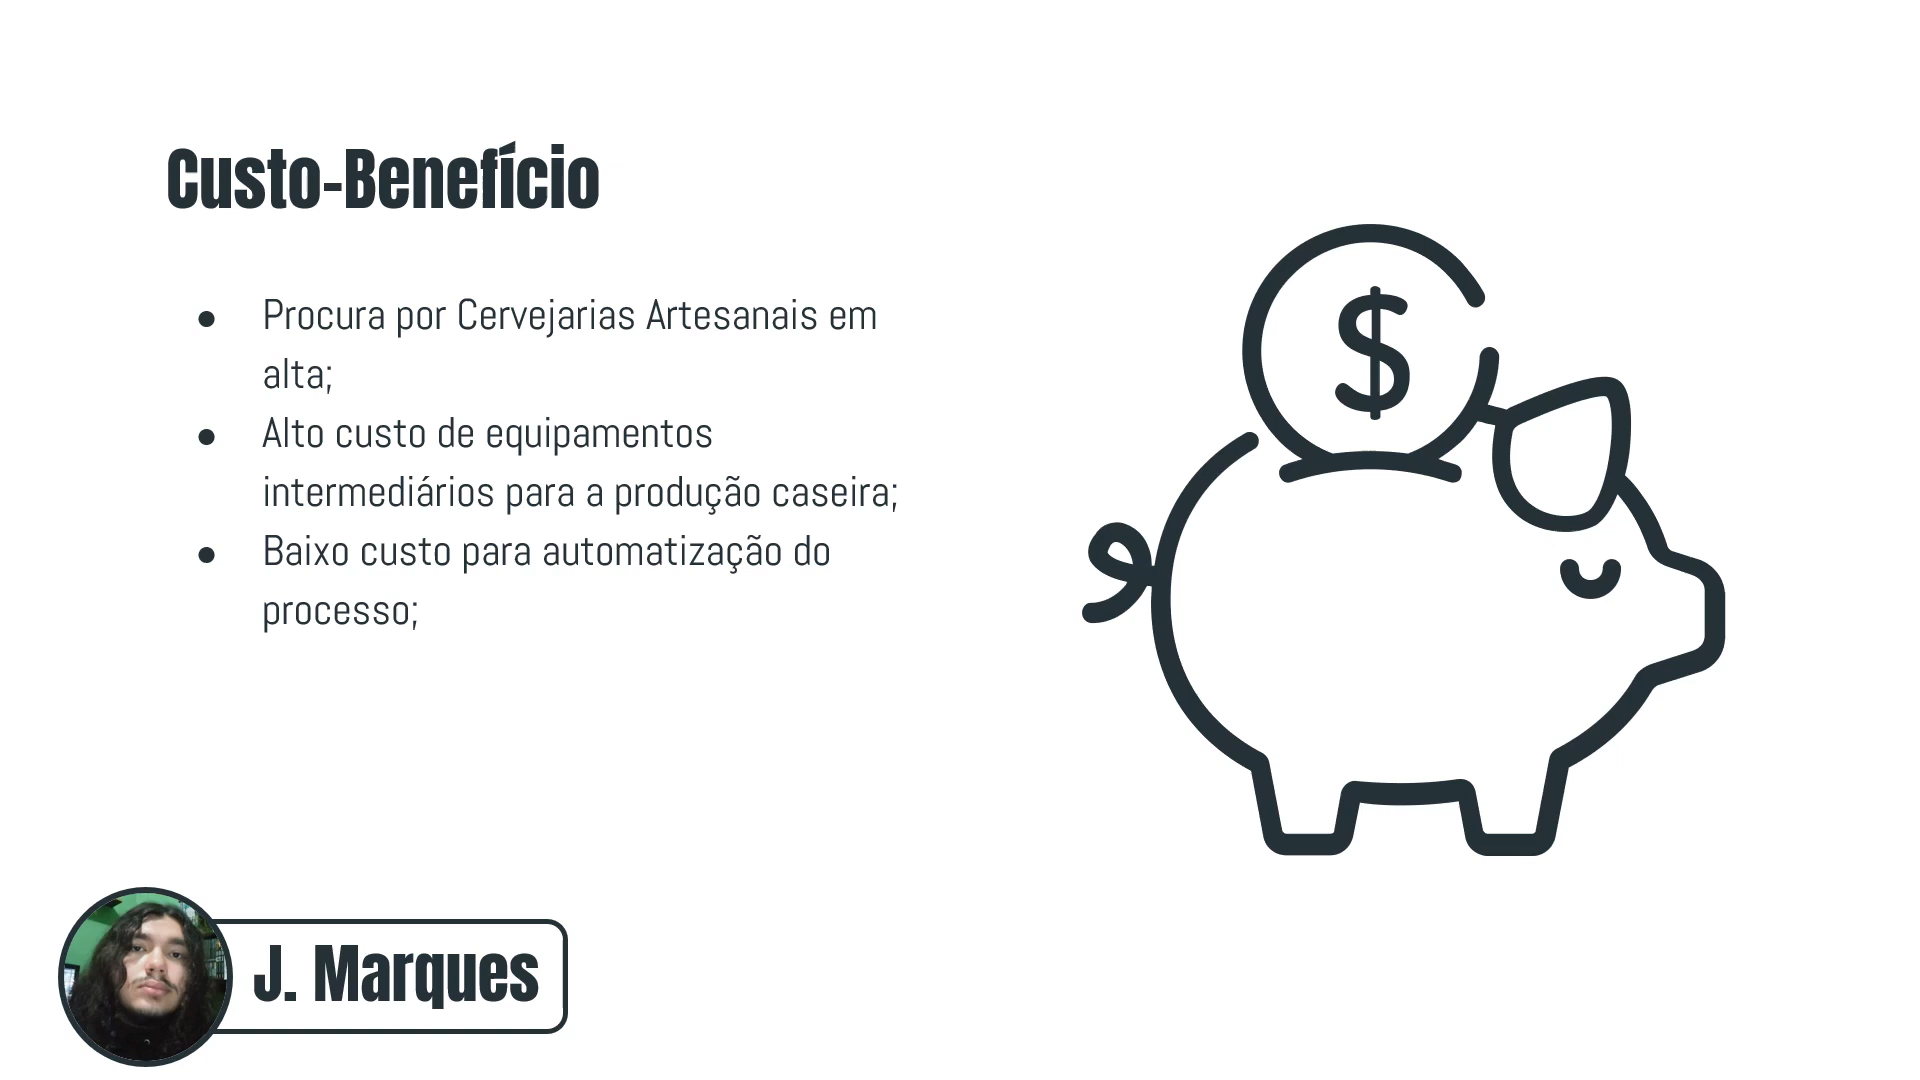 Custo-Benefício
● Procura por Cervejarias Artesanais em
alta;
● Alto custo de equipamentos
intermediários para a produção caseira;
● Baixo custo para automatização do
processo;
$
J. Marques